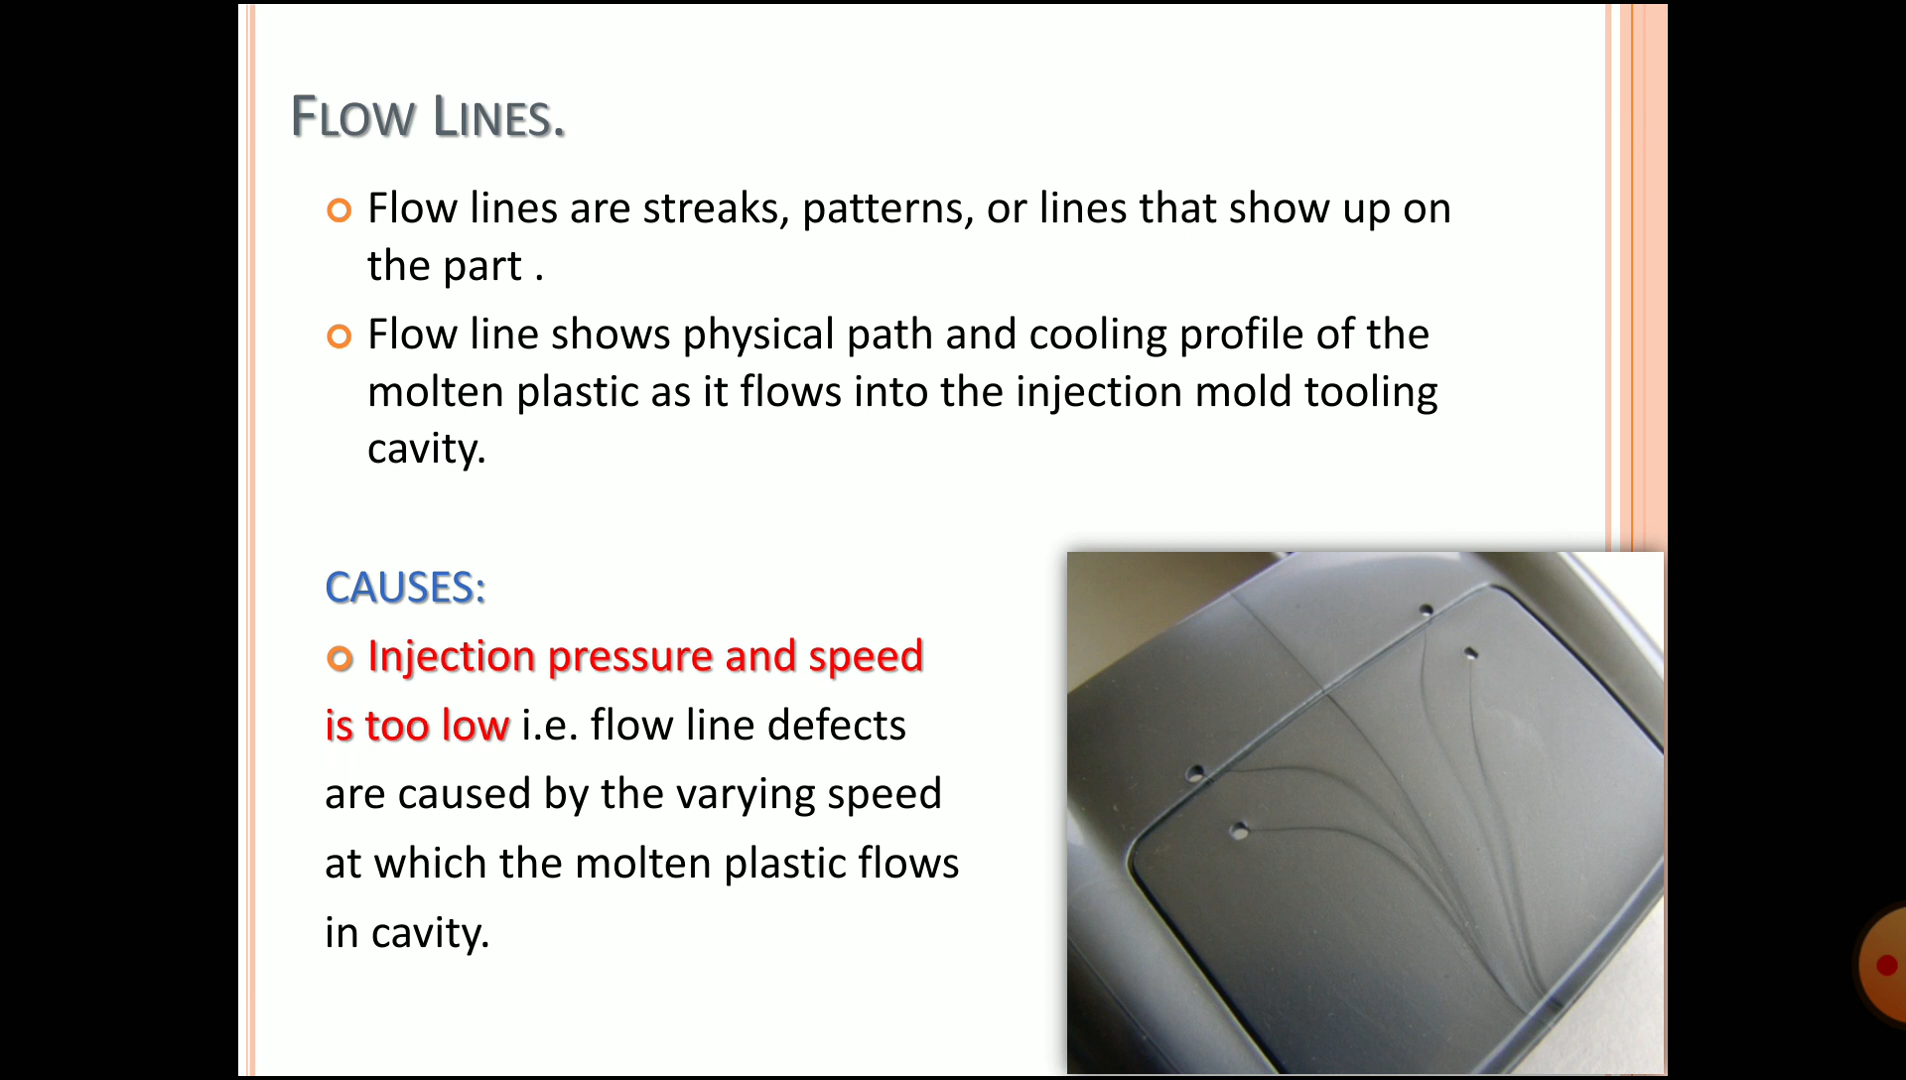 FLOW LINES.
Flow lines are streaks, patterns, or lines that show up on
the part .
Flow line shows physical path and cooling profile of the
molten plastic as it flows into the injection mold tooling
cavity.
CAUSES:
Injection pressure and speed
is too low i.e. flow line defects
are caused by the varying speed
at which the molten plastic flows
in cavity.